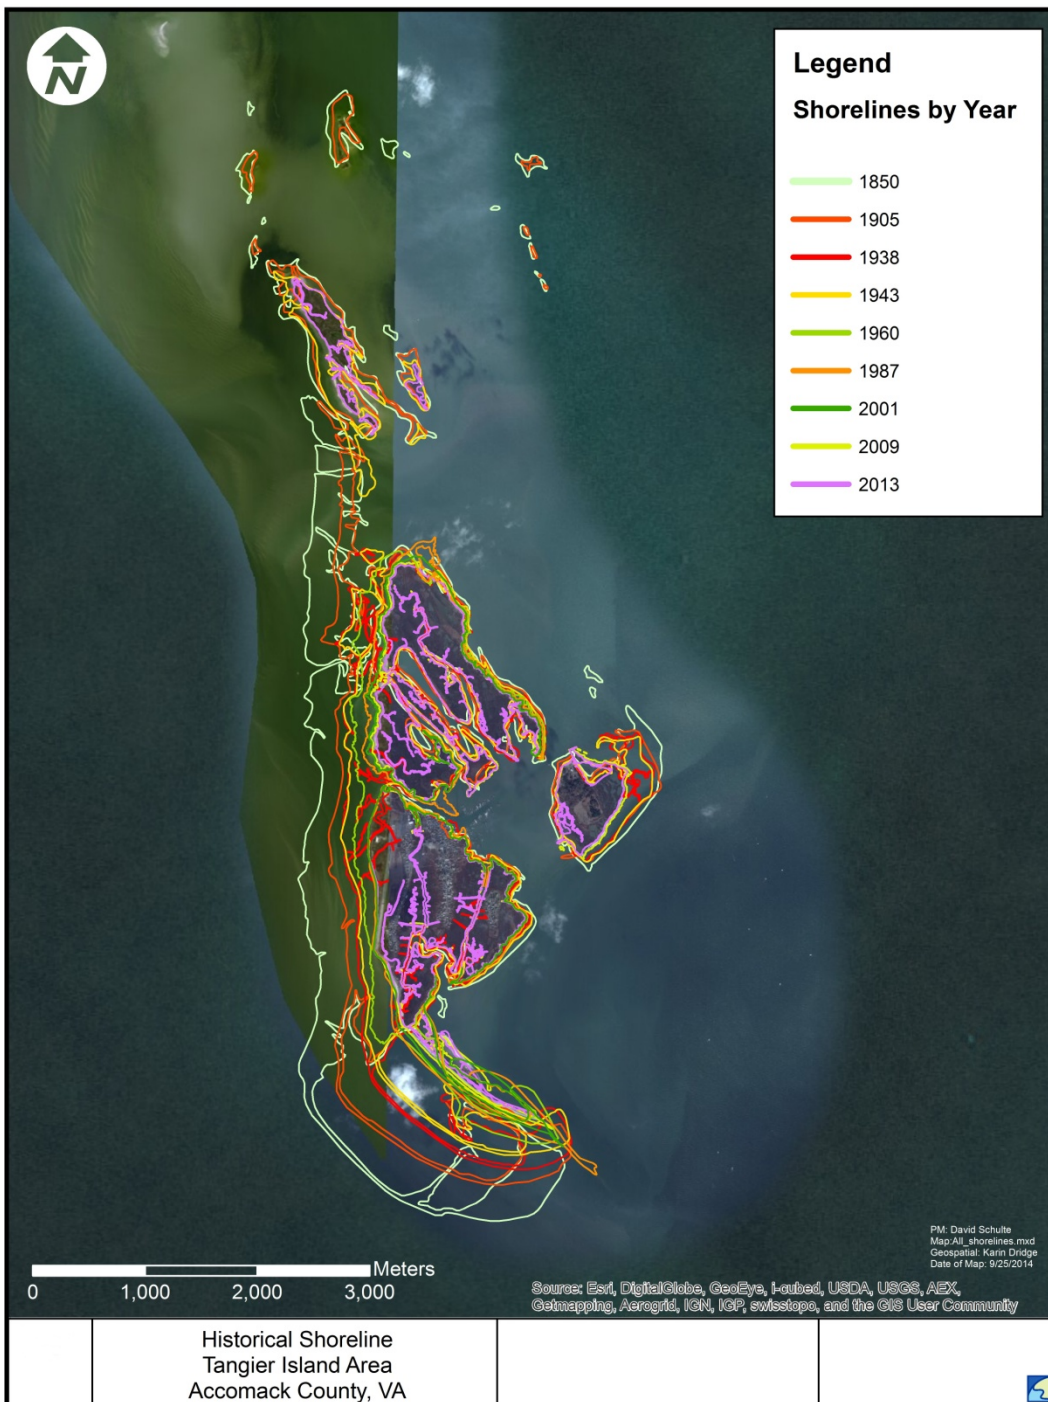 N
Legend
Shorelines by Year
1850
1905
1938
1943
1960
1987
2001
2009
2013
PM: David Schulte
Map:All_shorelines.mxd
Geospatial: Karin Dridge
Date of Map: 9/25/2014
Meters
0 1,000 2,000 3,000
Source: Esri, DigitalGlobe, GeoEye, i-cubed, USDA, USGS, AEX,
Getmapping, Aerogrid, IGN, IGP, swisstopo, and the GIS User Community
Historical Shoreline
Tangier Island Area
Accomack County, VA